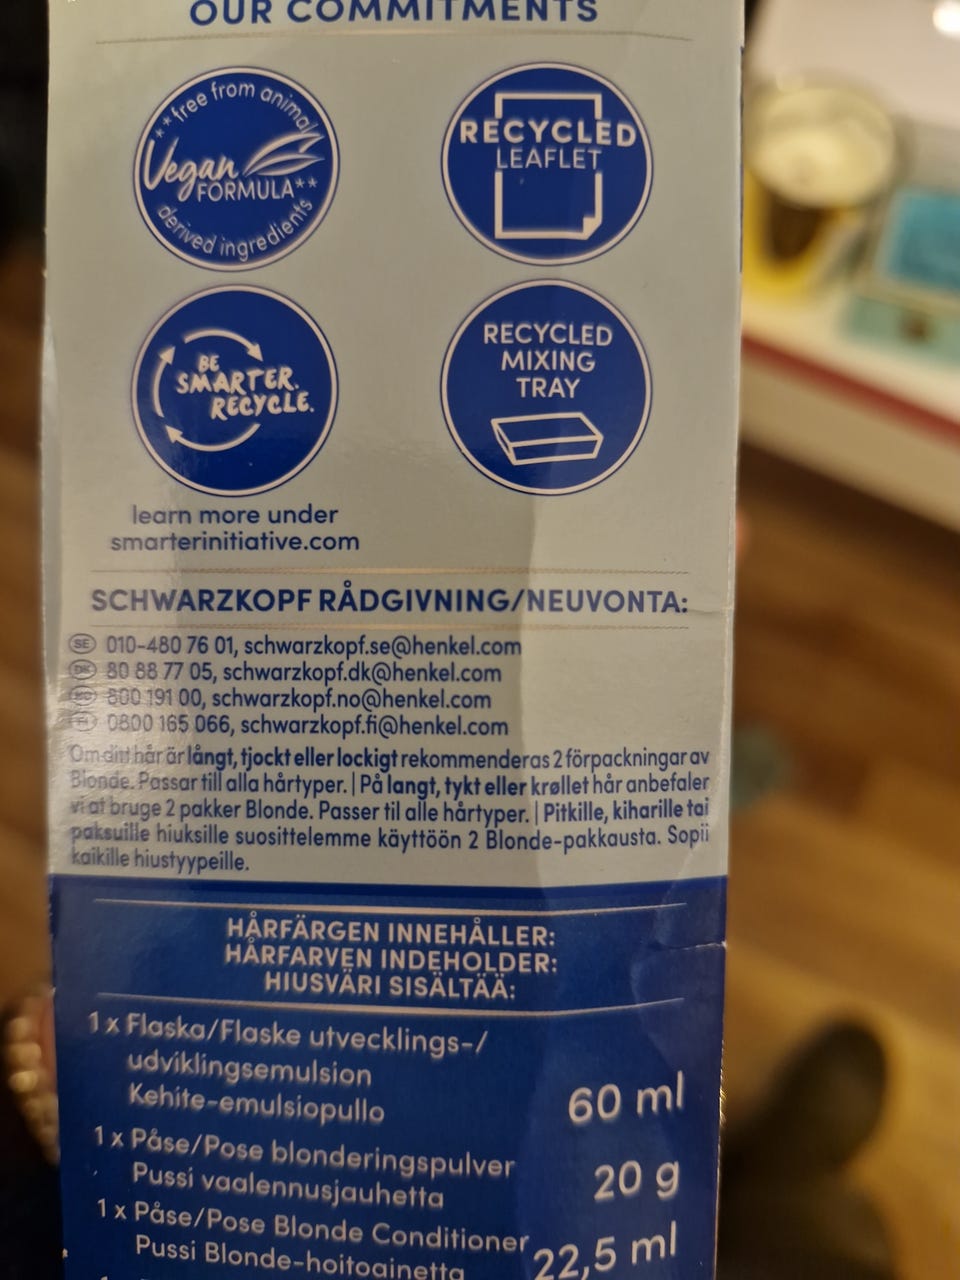 OUR COMMITMENTS
**free from animal
Vegan
FORMULA**
derived ingredients
RECYCLED
LEAFLET
BE
SMARTER.
RECYCLE.
RECYCLED
MIXING
TRAY
learn more under
smarterinitiative.com
SCHWARZKOPF RÅDGIVNING/NEUVONTA:
SE 010-480 76 01, schwarzkopf.se@henkel.com
DK 80 88 77 05, schwarzkopf.dk@henkel.com
NO 800 191 00, schwarzkopf.no@henkel.com
FI 0800 165 066, schwarzkopf.fi@henkel.com
Om ditt hår är långt, tjockt eller lockigt rekommenderas 2 förpackningar av
Blonde. Passar till alla hårtyper. | På langt, tykt eller krøllet hår anbefaler
vi at bruge 2 pakker Blonde. Passer til alle hårtyper. | Pitkille, kiharille tai
paksuille hiuksille suosittelemme käyttöön 2 Blonde-pakkausta. Sopii
kaikille hiustyypeille.
HÅRFÄRGEN INNEHÅLLER:
HÅRFARVEN INDEHOLDER:
HIUSVÄRI SISÄLTÄÄ:
1 x Flaska/Flaske utvecklings-/
udviklingsemulsion
Kehite-emulsiopullo 60 ml
1 x Påse/Pose blonderingspulver
Pussi vaalennusjauhetta 20 g
1 x Påse/Pose Blonde Conditioner
Pussi Blonde-hoitoainetta 22,5 ml